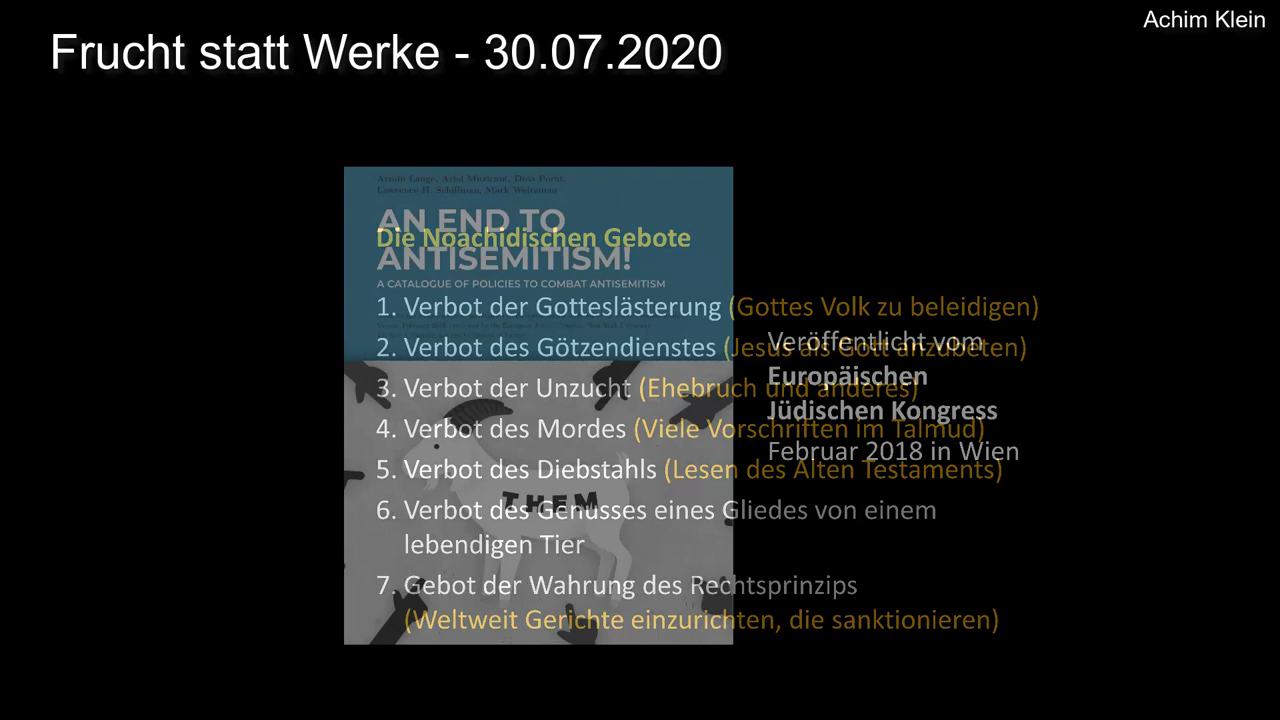 Achim Klein
Frucht statt Werke - 30.07.2020
Armin Lange, Ariel Muzicant, Dina Porat,
Lawrence H. Schiffman, Mark Weitzman
AN END TO
ANTISEMITISM!
A CATALOGUE OF POLICIES TO COMBAT ANTISEMITISM
Die Noachidischen Gebote
1. Verbot der Gotteslästerung (Gottes Volk zu beleidigen)
2. Verbot des Götzendienstes (Jesus als Gott anzubeten)
3. Verbot der Unzucht (Ehebruch und anderes)
4. Verbot des Mordes (Viele Vorschriften im Talmud)
5. Verbot des Diebstahls (Lesen des Alten Testaments)
6. Verbot des Genusses eines Gliedes von einem
lebendigen Tier
7. Gebot der Wahrung des Rechtsprinzips
(Weltweit Gerichte einzurichten, die sanktionieren)
THEM
Veröffentlicht vom
Europäischen
Jüdischen Kongress
Februar 2018 in Wien